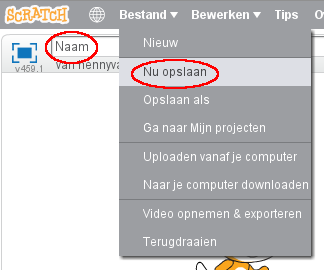 SCRATCH Bestand ▼ Bewerken ▼ Tips O
Naam
v459.1 Van hennyva
Nieuw
Nu opslaan
Opslaan als
Ga naar Mijn projecten
Uploaden vanaf je computer
Naar je computer downloaden
Video opnemen & exporteren
Terugdraaien